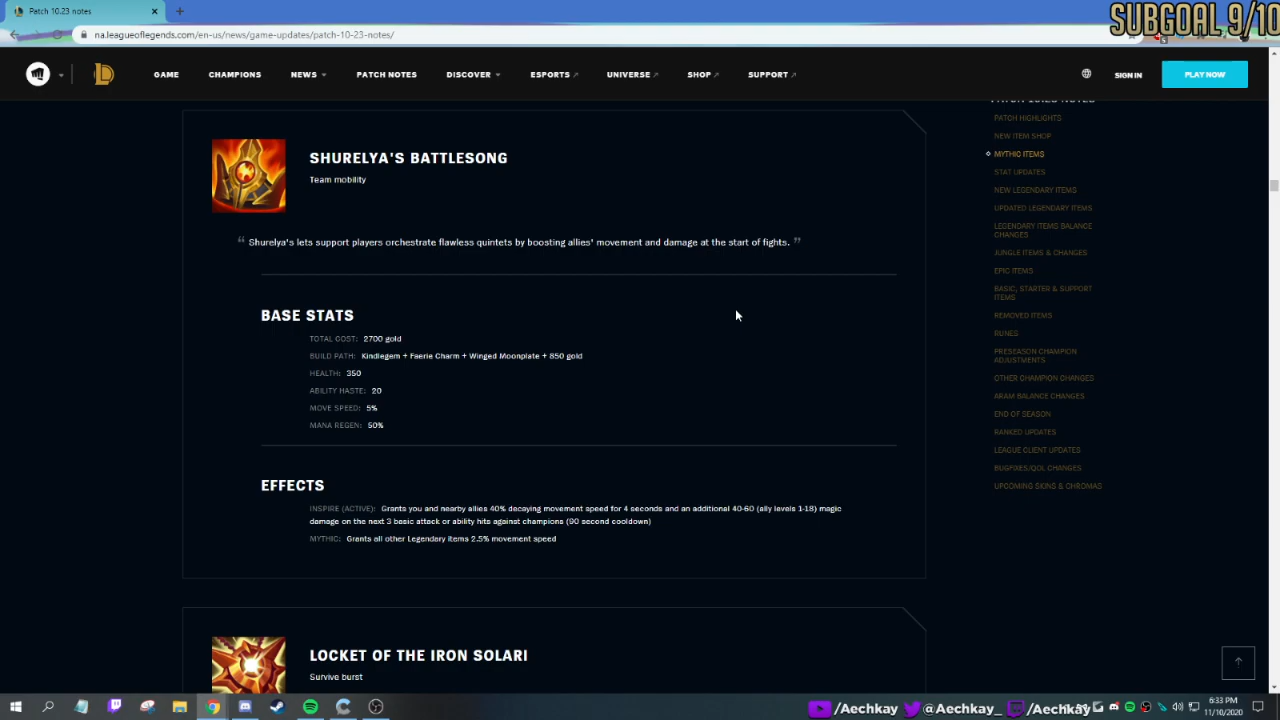 Patch 10.23 notes
SUBGOAL 9/10
na.leagueoflegends.com/en-us/news/game-updates/patch-10-23-notes/
GAME
CHAMPIONS
NEWS
PATCH NOTES
DISCOVER
ESPORTS
UNIVERSE
SHOP
SUPPORT
SIGN IN
PLAY NOW
SHURELYA'S BATTLESONG
Team mobility
“ Shurelya's lets support players orchestrate flawless quintets by boosting allies' movement and damage at the start of fights. ”
BASE STATS
TOTAL COST: 2700 gold
BUILD PATH: Kindlegem + Faerie Charm + Winged Moonplate + 850 gold
HEALTH: 350
ABILITY HASTE: 20
MOVE SPEED: 5%
MANA REGEN: 50%
EFFECTS
INSPIRE (ACTIVE): Grants you and nearby allies 40% decaying movement speed for 4 seconds and an additional 40-60 (ally levels 1-18) magic
damage on the next 3 basic attack or ability hits against champions (90 second cooldown)
MYTHIC: Grants all other Legendary items 2.5% movement speed
LOCKET OF THE IRON SOLARI
Survive burst
PATCH 10.23 NOTES
PATCH HIGHLIGHTS
NEW ITEM SHOP
MYTHIC ITEMS
STAT UPDATES
NEW LEGENDARY ITEMS
UPDATED LEGENDARY ITEMS
LEGENDARY ITEMS BALANCE
CHANGES
JUNGLE ITEMS & CHANGES
EPIC ITEMS
BASIC, STARTER & SUPPORT
ITEMS
REMOVED ITEMS
RUNES
PRESEASON CHAMPION
ADJUSTMENTS
OTHER CHAMPION CHANGES
ARAM BALANCE CHANGES
END OF SEASON
RANKED UPDATES
LEAGUE CLIENT UPDATES
BUGFIXES/QOL CHANGES
UPCOMING SKINS & CHROMAS
/Aechkay
@Aechkay_
/Aechkay
6:33 PM
11/10/2020